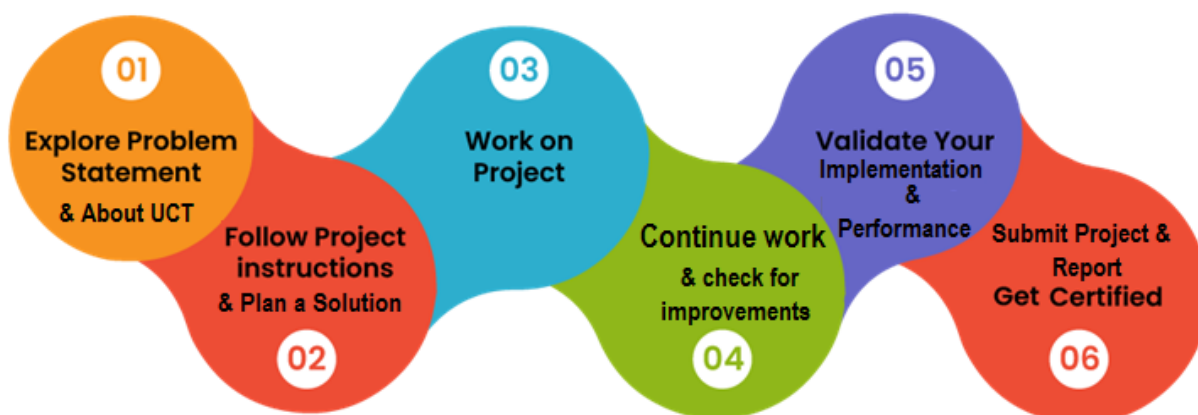 01
Explore Problem
Statement
& About UCT
Follow Project
instructions
& Plan a Solution
02
03
Work on
Project
Continue work
& check for
improvements
04
05
Validate Your
Implementation
&
Performance
Submit Project &
Report
Get Certified
06